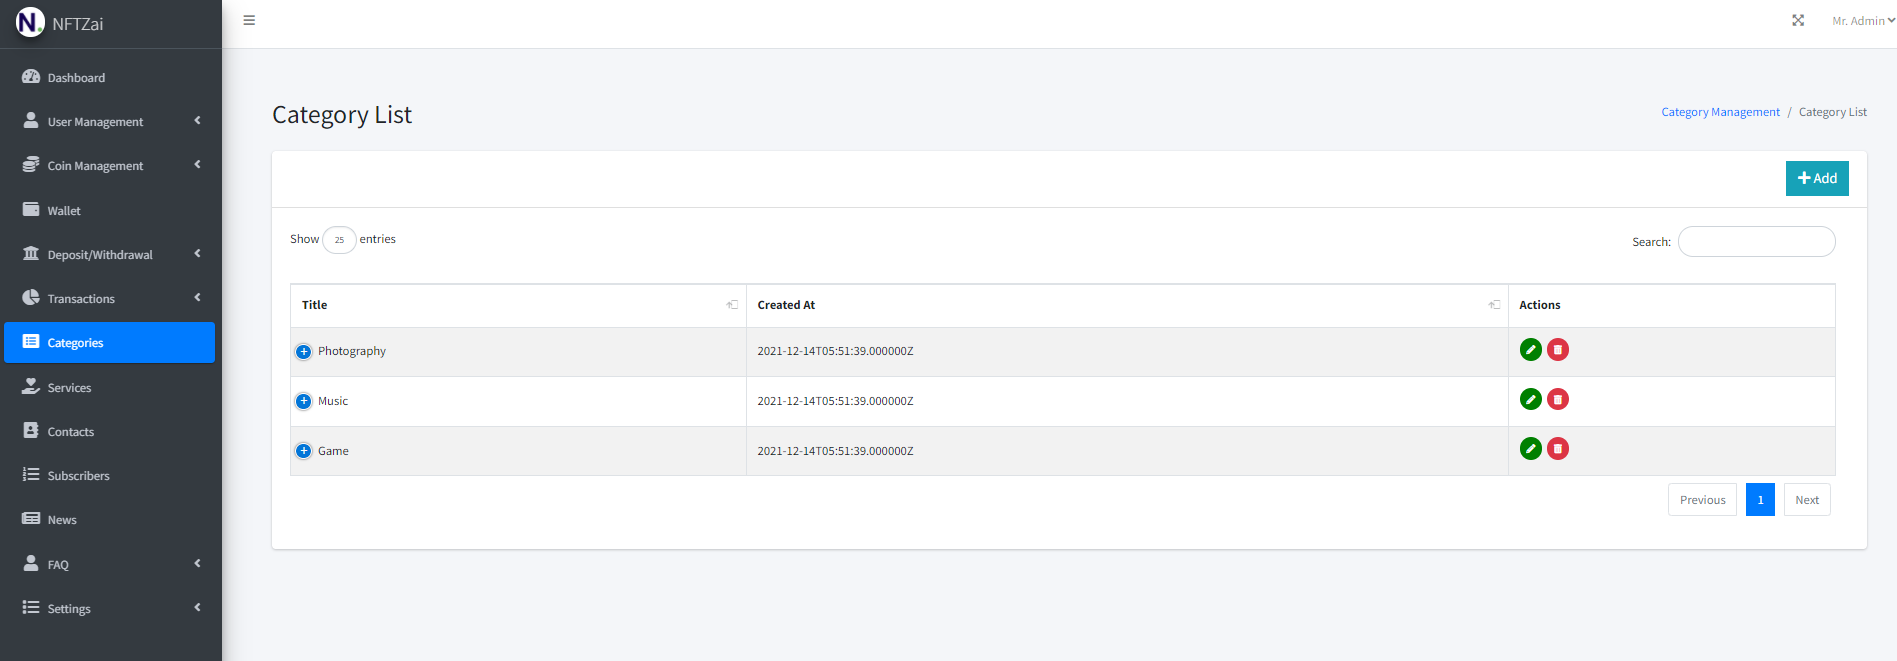 N. NFTZai
Mr. Admin
Dashboard
User Management
Coin Management
Wallet
Deposit/Withdrawal
Transactions
Categories
Services
Contacts
Subscribers
News
FAQ
Settings
Category List
Category Management / Category List
Add
Show 25 entries
Search:
Title Created At Actions
Photography 2021-12-14T05:51:39.000000Z
Music 2021-12-14T05:51:39.000000Z
Game 2021-12-14T05:51:39.000000Z
Previous 1 Next